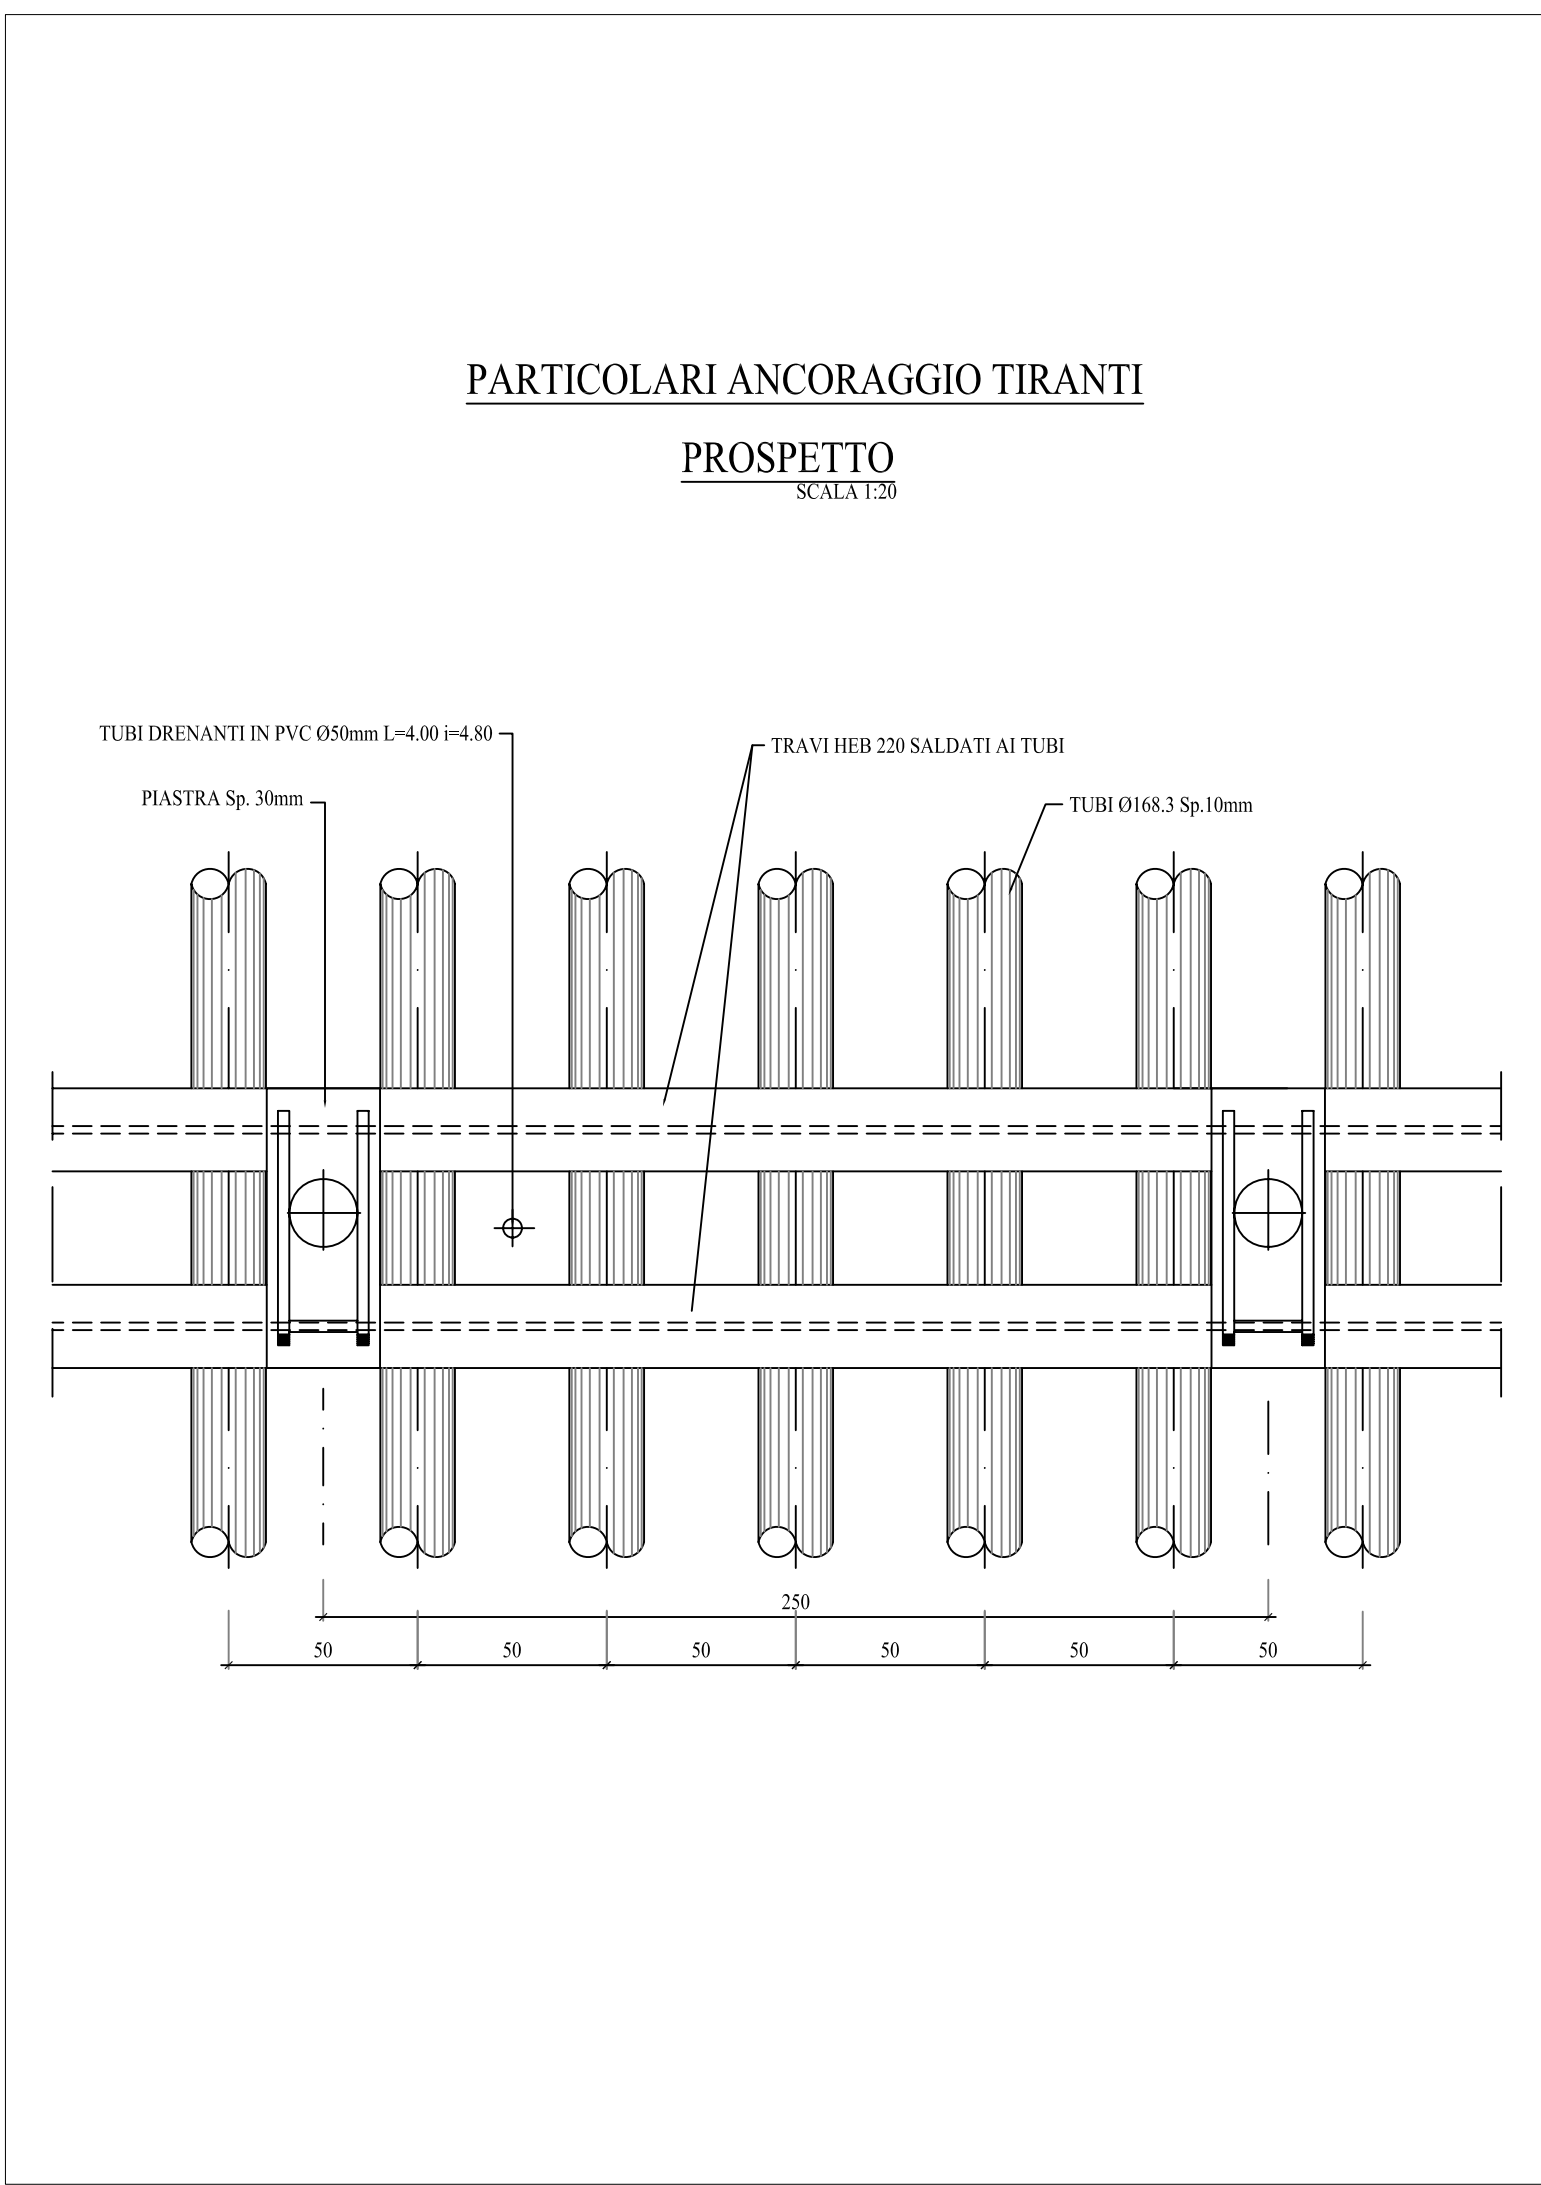 PARTICOLARI ANCORAGGIO TIRANTI
PROSPETTO
SCALA 1:20
TUBI DRENANTI IN PVC Ø50mm L=4.00 i=4.80
TRAVI HEB 220 SALDATI AI TUBI
PIASTRA Sp. 30mm
TUBI Ø168.3 Sp.10mm
250
50 50 50 50 50 50